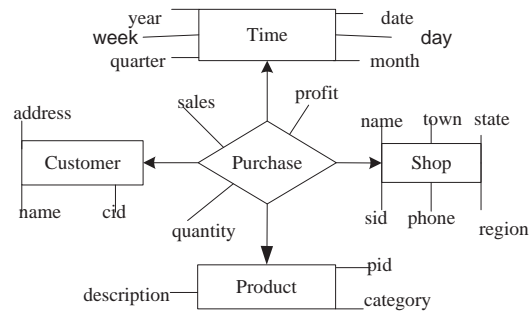 year
date
week
Time
day
quarter
month
sales
profit
address
name
town
state
Customer
Purchase
Shop
name
cid
sid
phone
region
quantity
pid
description
Product
category